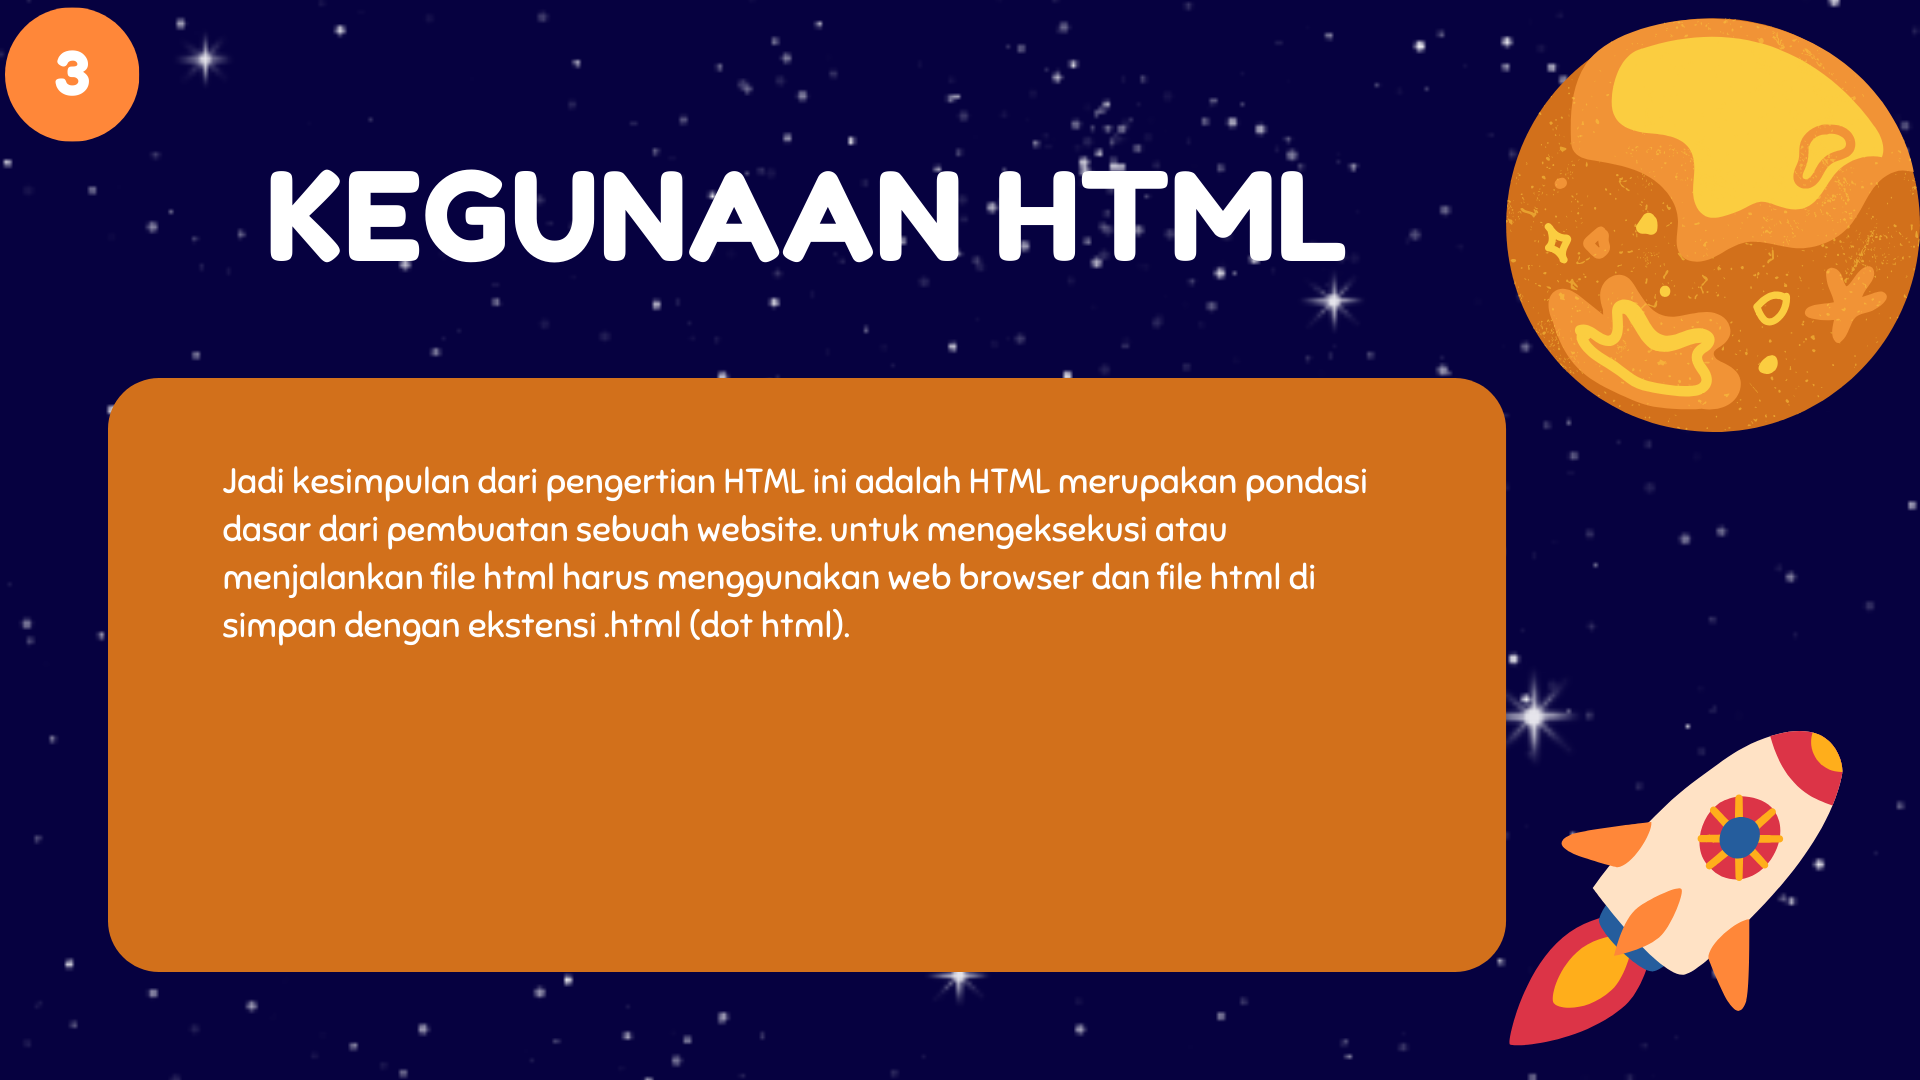 3
KEGUNAAN HTML
Jadi kesimpulan dari pengertian HTML ini adalah HTML merupakan pondasi
dasar dari pembuatan sebuah website. untuk mengeksekusi atau
menjalankan file html harus menggunakan web browser dan file html di
simpan dengan ekstensi .html (dot html).